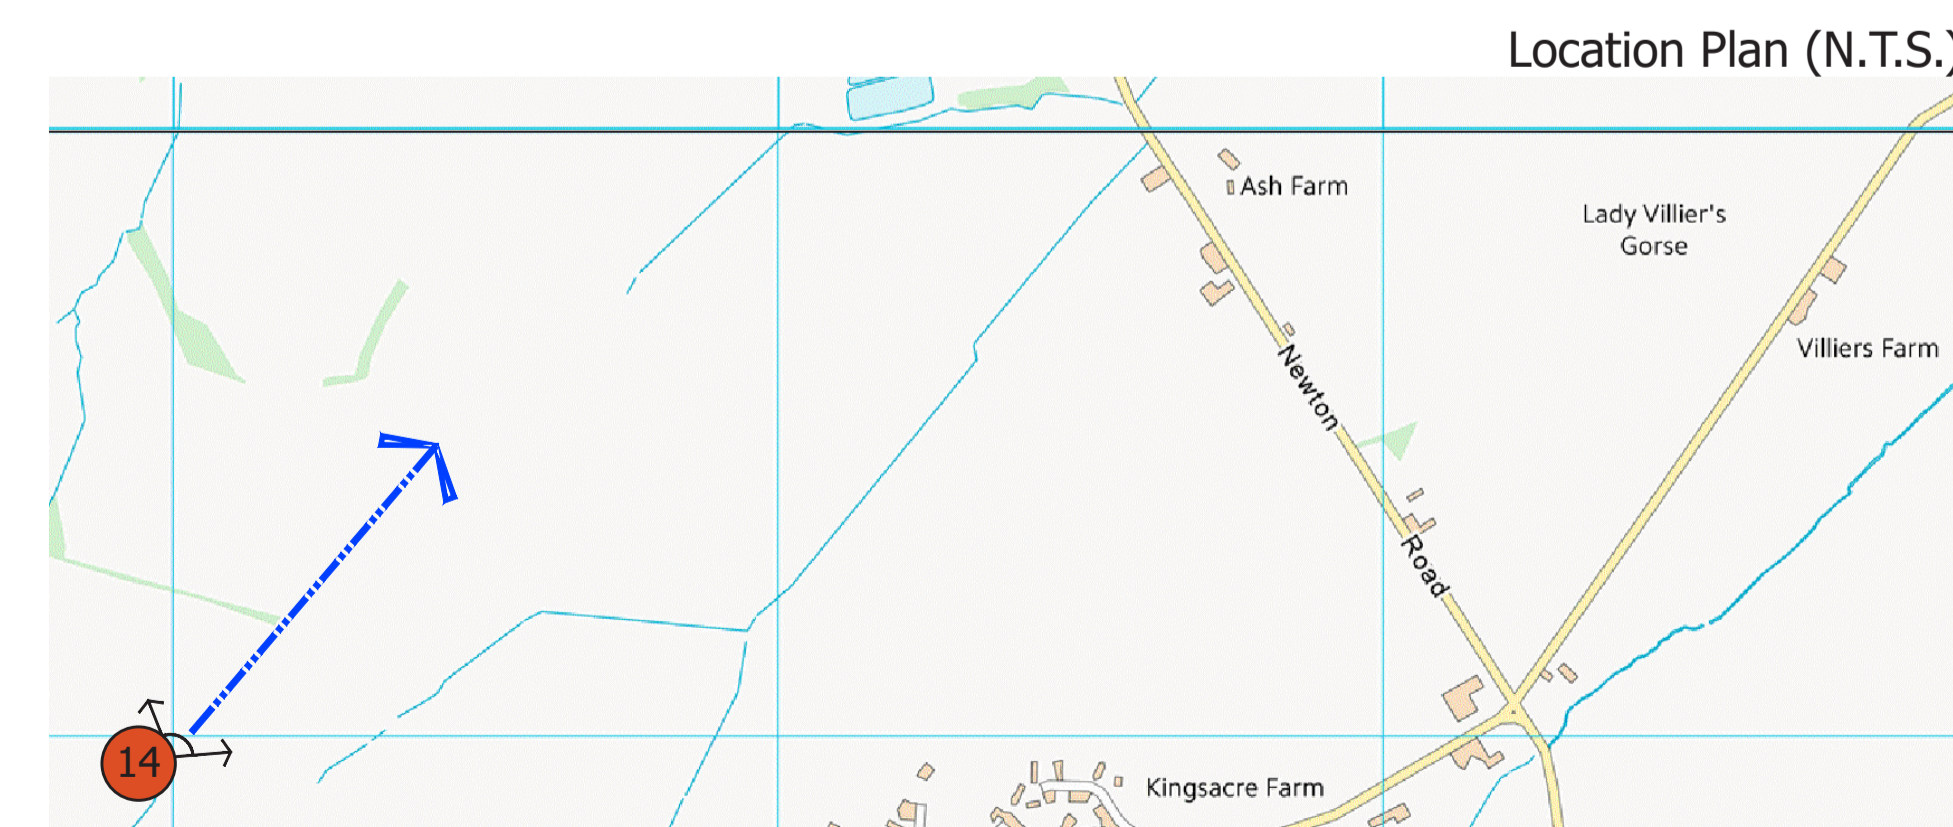 Location Plan (N.T.S.)
Ash Farm
Lady Villier's
Gorse
Villiers Farm
Newton
Road
14
Kingsacre Farm